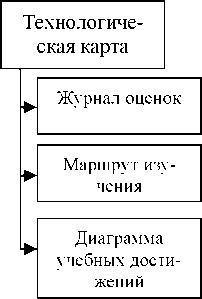 Технологиче-
ская карта
Журнал оценок
Маршрут изу-
чения
Диаграмма
учебных дости-
жений